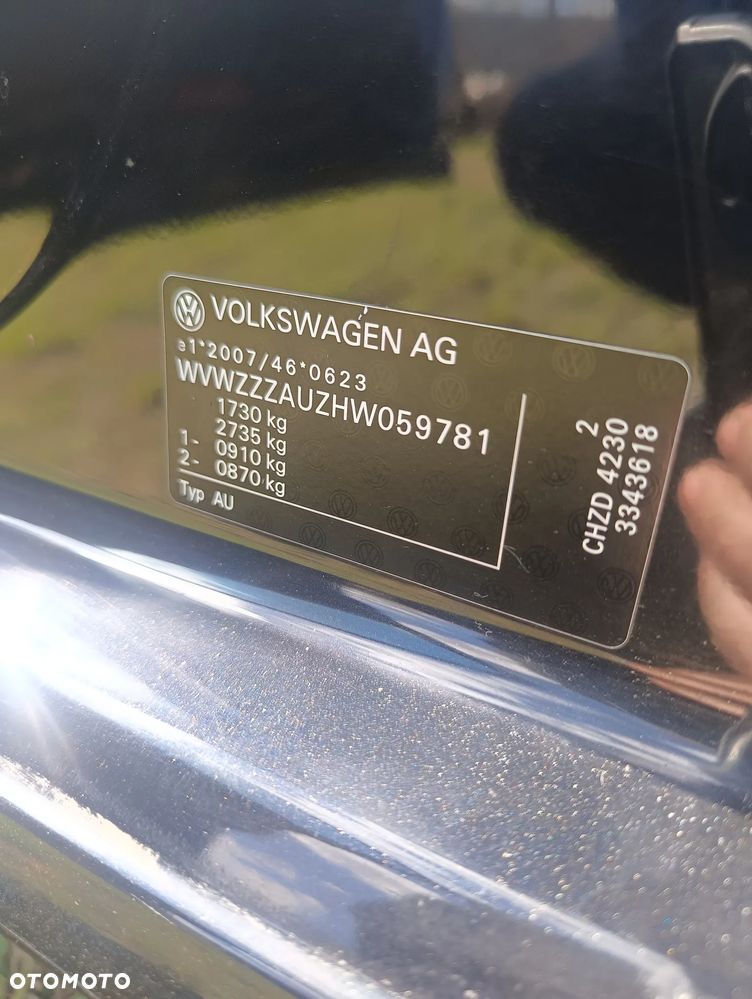 VOLKSWAGEN AG
e1*2007/46*0623
WVWZZZAUZHW059781
1730 kg
2735 kg
1- 0910 kg
2- 0870 kg
Typ AU
2
CHZD 4230
3343618
OTOMOTO